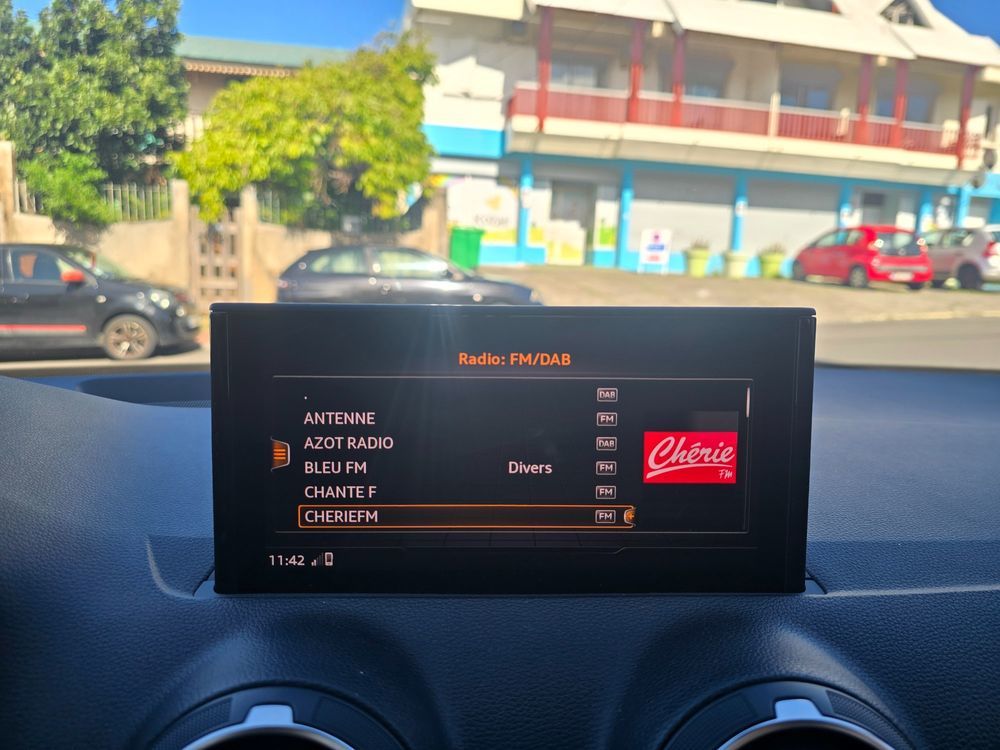 Radio: FM/DAB
. DAB
ANTENNE FM
AZOT RADIO DAB
BLEU FM Divers FM
CHANTE F FM
CHERIEFM FM
Chérie
FM
11:42